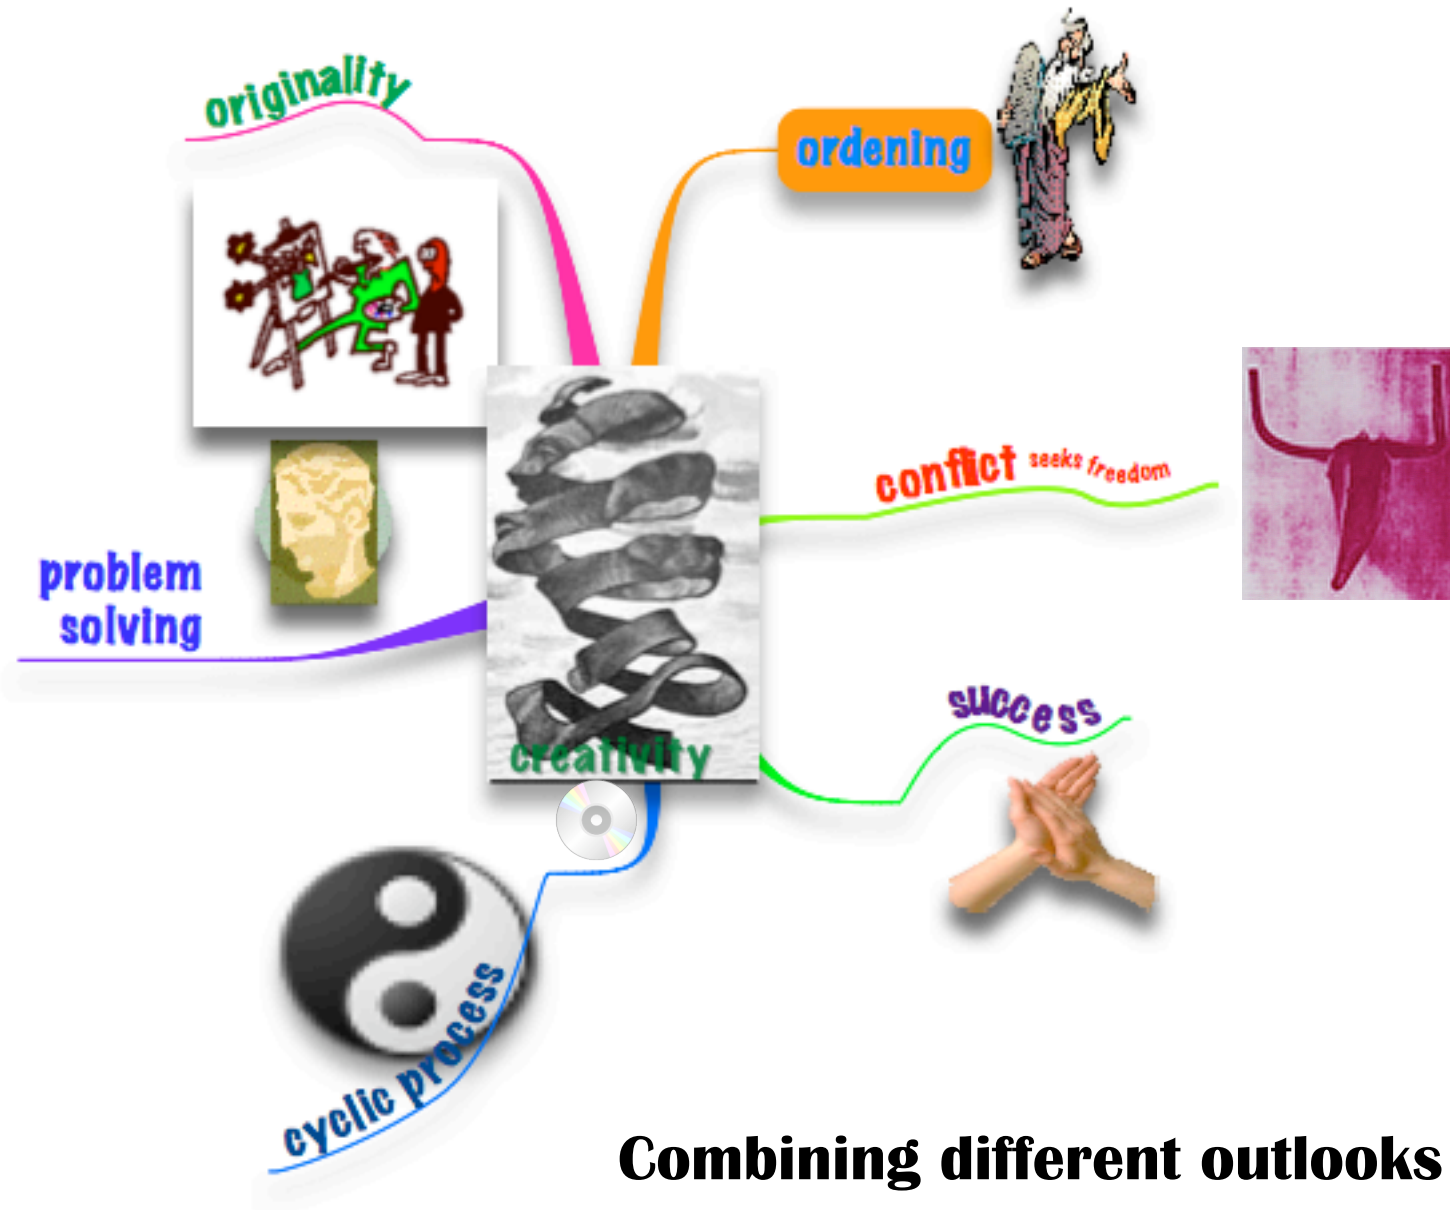 originality
ordening
conflict seeks freedom
problem
solving
success
creativity
cyclic process
Combining different outlooks